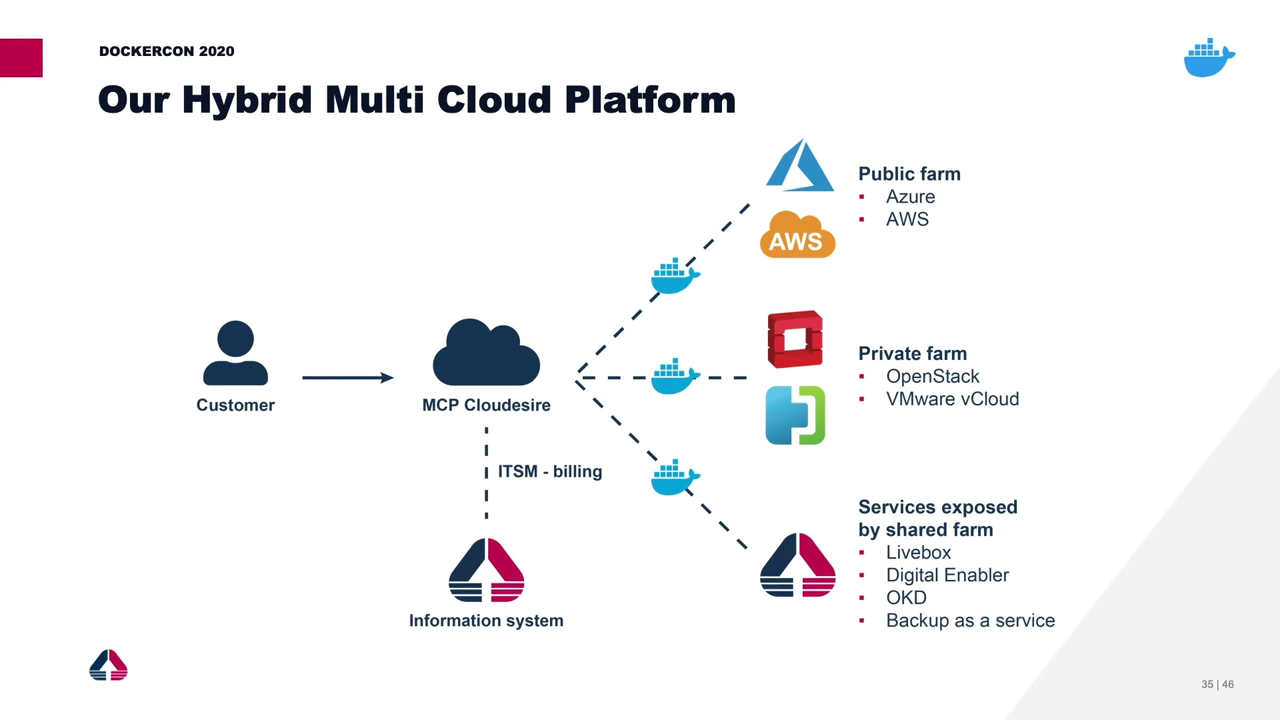 DOCKERCON 2020
Our Hybrid Multi Cloud Platform
Public farm
▪ Azure
▪ AWS
AWS
Private farm
▪ OpenStack
▪ VMware vCloud
Customer
MCP Cloudesire
ITSM - billing
Information system
Services exposed
by shared farm
▪ Livebox
▪ Digital Enabler
▪ OKD
▪ Backup as a service
35 | 46